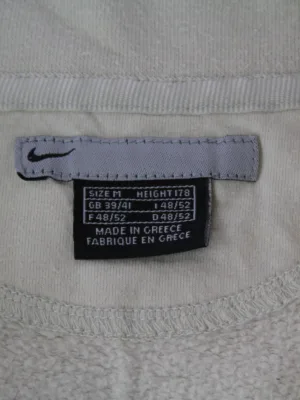 SIZE M HEIGHT 178
GB 39/41 I 48/52
F 48/52 D 48/52
MADE IN GREECE
FABRIQUE EN GRECE